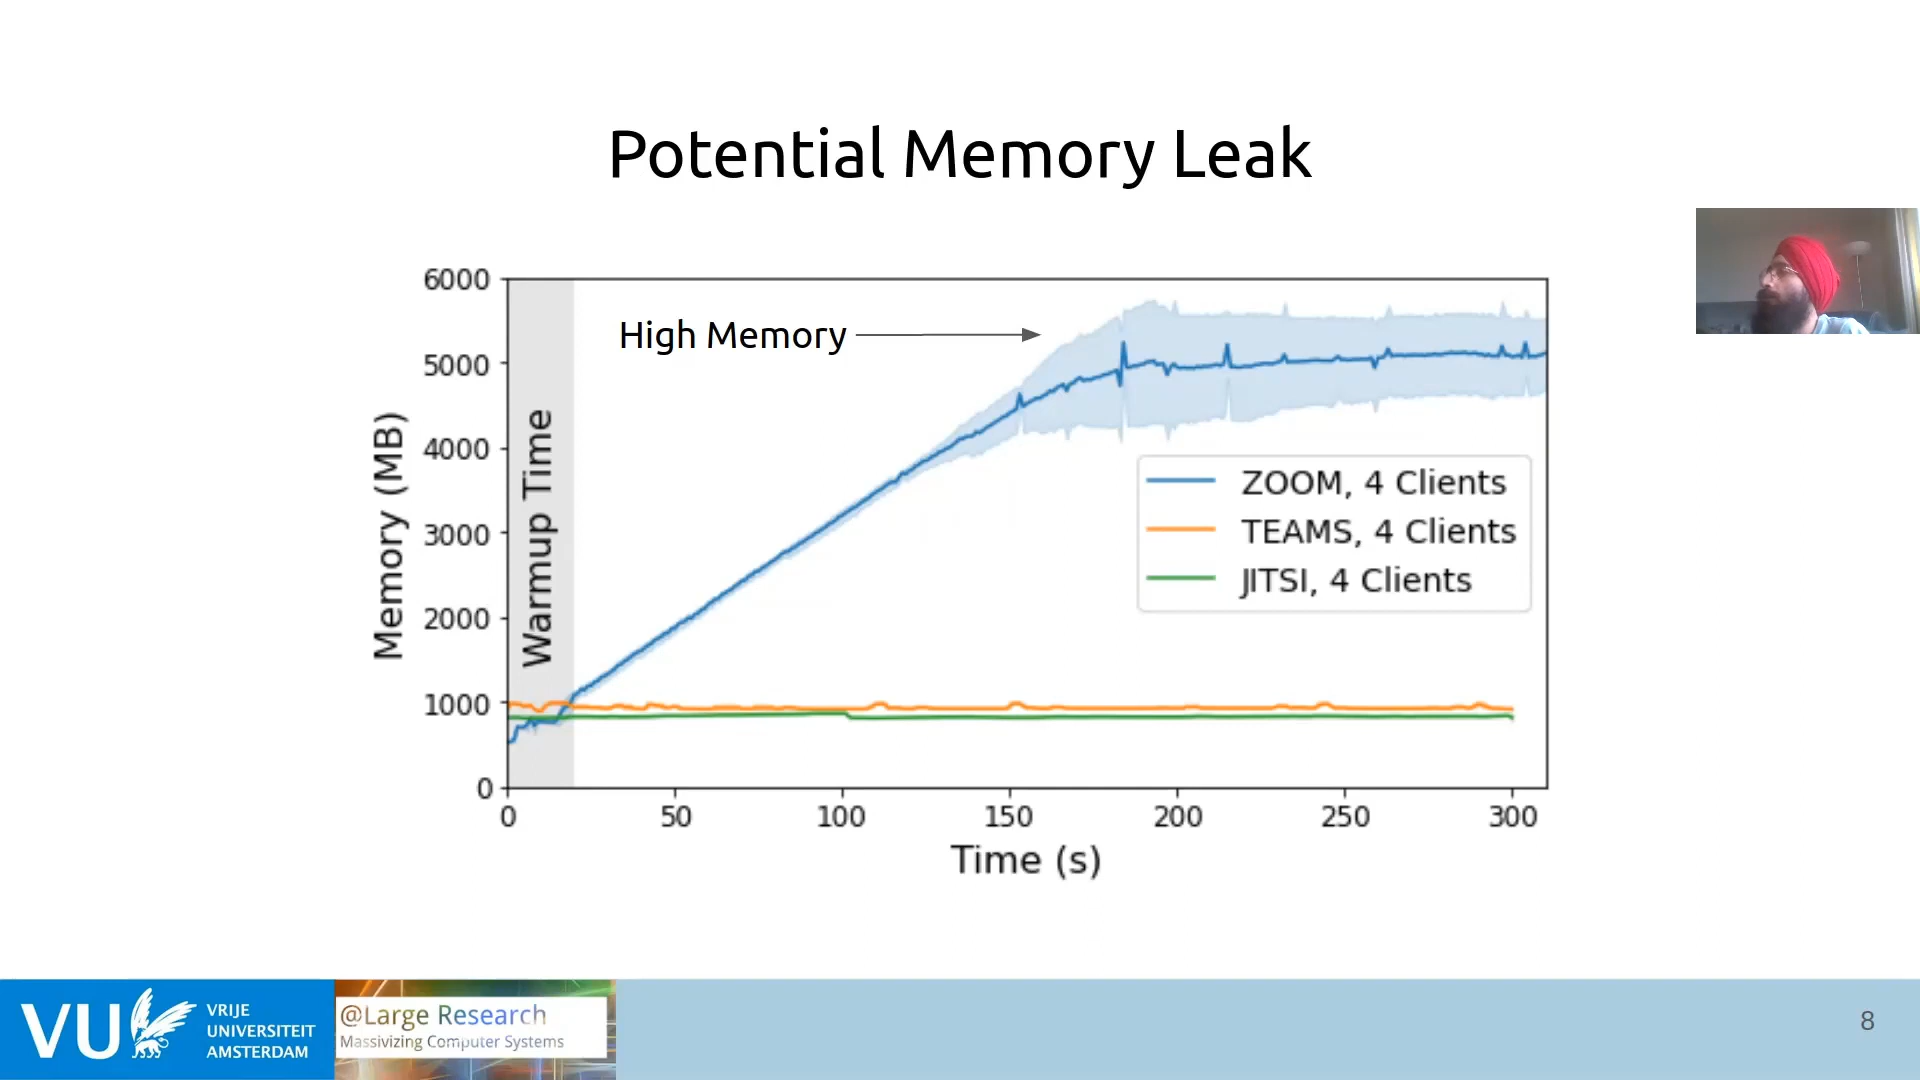 Potential Memory Leak
6000
5000
4000
3000
2000
1000
0
Memory (MB)
Warmup Time
High Memory
ZOOM, 4 Clients
TEAMS, 4 Clients
JITSI, 4 Clients
0 50 100 150 200 250 300
Time (s)
VU
VRIJE
UNIVERSITEIT
AMSTERDAM
@Large Research
Massivizing Computer Systems
8